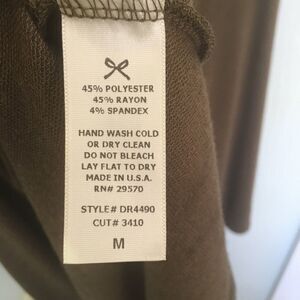 45% POLYESTER
45% RAYON
4% SPANDEX
HAND WASH COLD
OR DRY CLEAN
DO NOT BLEACH
LAY FLAT TO DRY
MADE IN U.S.A.
RN# 29570
STYLE# DR4490
CUT# 3410
M